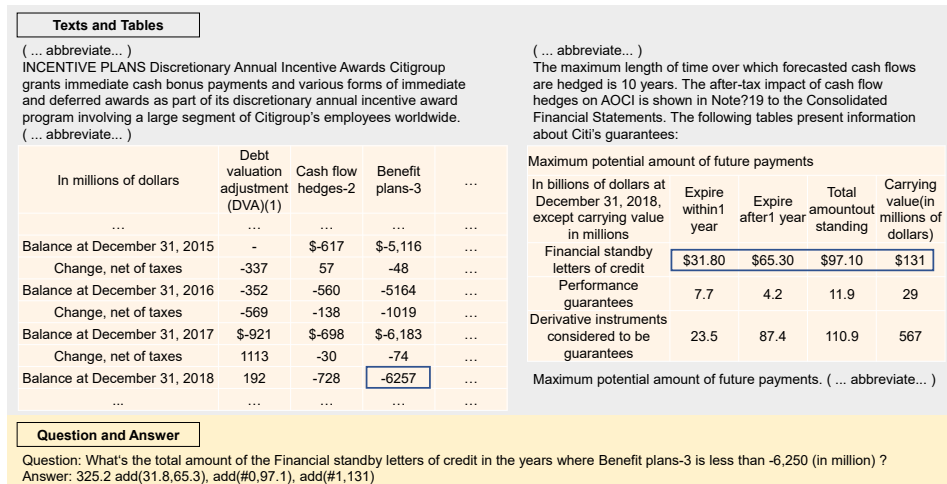 Texts and Tables
( ... abbreviate... )
INCENTIVE PLANS Discretionary Annual Incentive Awards Citigroup
grants immediate cash bonus payments and various forms of immediate
and deferred awards as part of its discretionary annual incentive award
program involving a large segment of Citigroup's employees worldwide.
( ... abbreviate... )
In millions of dollars
Debt
valuation
adjustment
(DVA)(1)
Cash flow
hedges-2
Benefit
plans-3
...
... ... ... ... ...
Balance at December 31, 2015 - $-617 $-5,116 ...
Change, net of taxes -337 57 -48 ...
Balance at December 31, 2016 -352 -560 -5164 ...
Change, net of taxes -569 -138 -1019 ...
Balance at December 31, 2017 $-921 $-698 $-6,183 ...
Change, net of taxes 1113 -30 -74 ...
Balance at December 31, 2018 192 -728 -6257 ...
... ... ... ... ...
( ... abbreviate... )
The maximum length of time over which forecasted cash flows
are hedged is 10 years. The after-tax impact of cash flow
hedges on AOCI is shown in Note?19 to the Consolidated
Financial Statements. The following tables present information
about Citi's guarantees:
Maximum potential amount of future payments
In billions of dollars at
December 31, 2018,
except carrying value
in millions
Expire
within1
year
Expire
after1 year
Total
amountout
standing
Carrying
value(in
millions of
dollars)
Financial standby
letters of credit
$31.80 $65.30 $97.10 $131
Performance
guarantees
7.7 4.2 11.9 29
Derivative instruments
considered to be
guarantees
23.5 87.4 110.9 567
Maximum potential amount of future payments. ( ... abbreviate... )
Question and Answer
Question: What's the total amount of the Financial standby letters of credit in the years where Benefit plans-3 is less than -6,250 (in million) ?
Answer: 325.2 add(31.8,65.3), add(#0,97.1), add(#1,131)